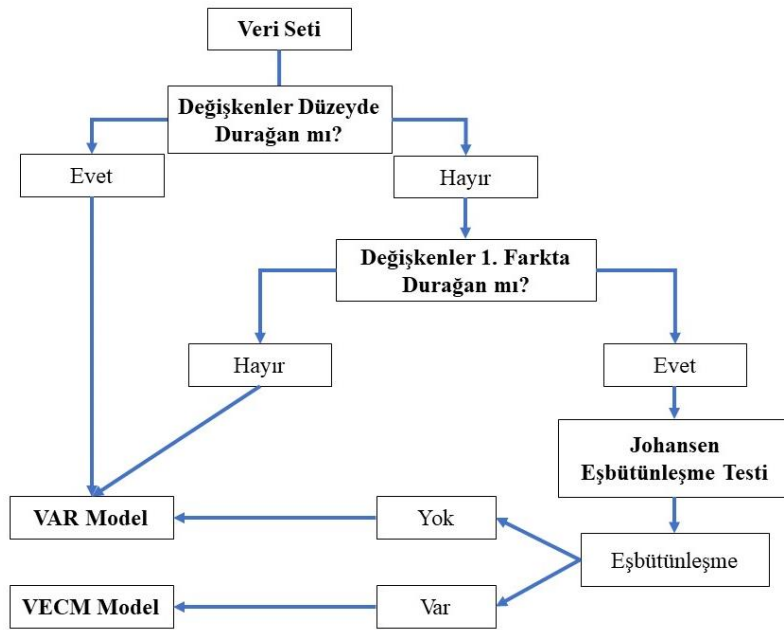 Veri Seti
Değişkenler Düzeyde
Durağan mı?
Evet
Hayır
Değişkenler 1. Farkta
Durağan mı?
Hayır
Evet
Johansen
Eşbütünleşme Testi
VAR Model
Yok
Eşbütünleşme
VECM Model
Var